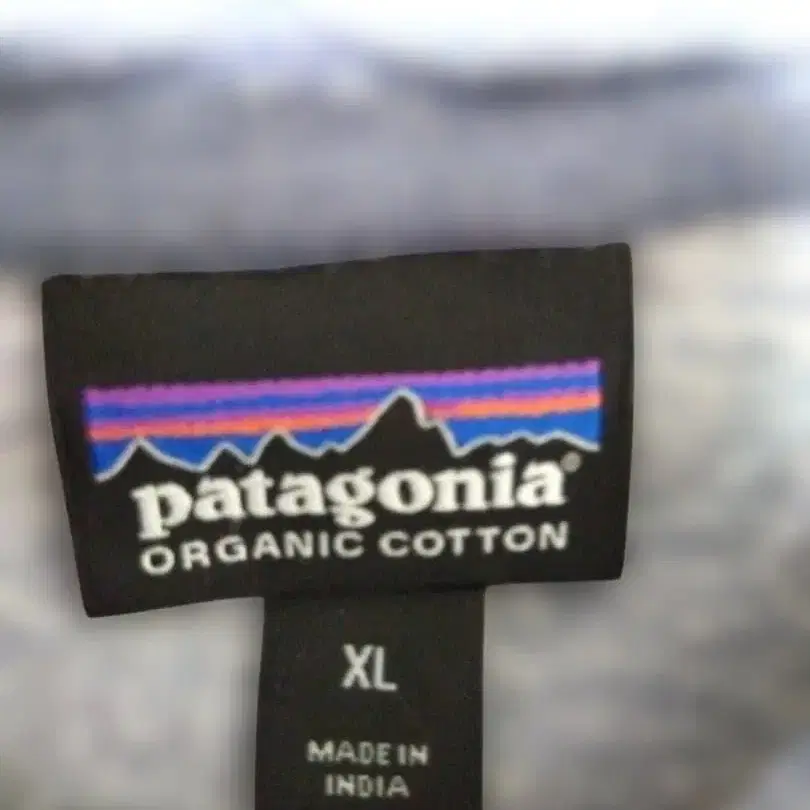 patagonia®
ORGANIC COTTON
XL
MADE IN
INDIA